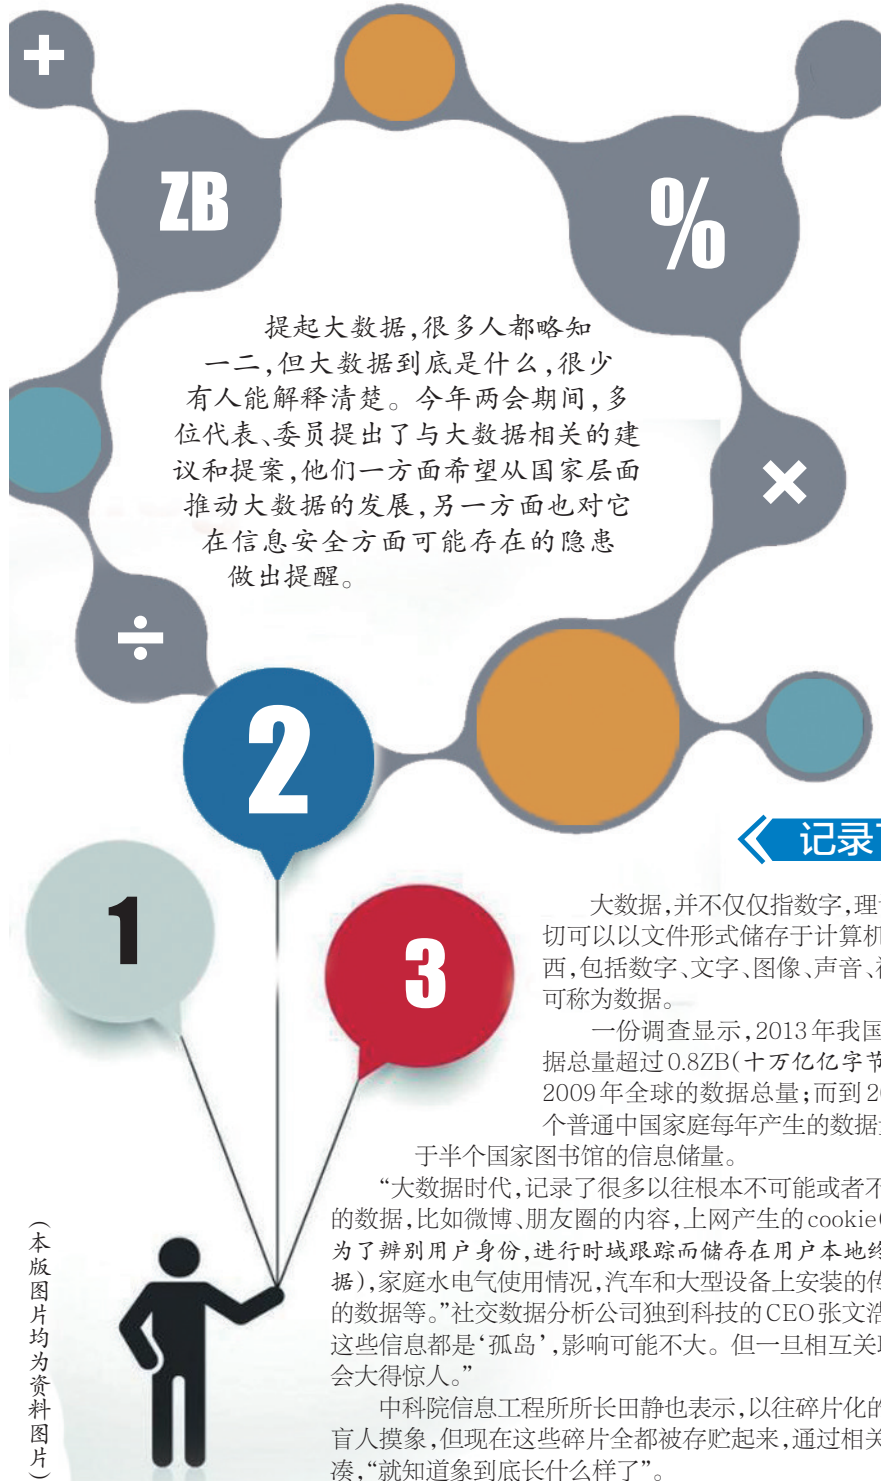 +
ZB
%
提起大数据,很多人都略知
一二,但大数据到底是什么,很少
有人能解释清楚。今年两会期间,多
位代表、委员提出了与大数据相关的建
议和提案,他们一方面希望从国家层面
推动大数据的发展,另一方面也对它
在信息安全方面可能存在的隐患
做出提醒。
×
÷
2
1
3
记录
大数据,并不仅仅指数字,理
切可以以文件形式储存于计算机
西,包括数字、文字、图像、声音、
可称为数据。
一份调查显示,2013年我国
据总量超过0.8ZB(十万亿亿字节
2009年全球的数据总量;而到2
个普通中国家庭每年产生的数据
于半个国家图书馆的信息储量。
“大数据时代,记录了很多以往根本不可能或者不
的数据,比如微博、朋友圈的内容,上网产生的cookie(
为了辨别用户身份,进行时域跟踪而储存在用户本地终
据),家庭水电气使用情况,汽车和大型设备上安装的传
的数据等。”社交数据分析公司独到科技的CEO张文浩
这些信息都是‘孤岛’,影响可能不大。但一旦相互关联
会大得惊人。”
中科院信息工程所所长田静也表示,以往碎片化的
盲人摸象,但现在这些碎片全都被存贮起来,通过相关
凑,“就知道象到底长什么样了”。
(本版图片均为资料图片)